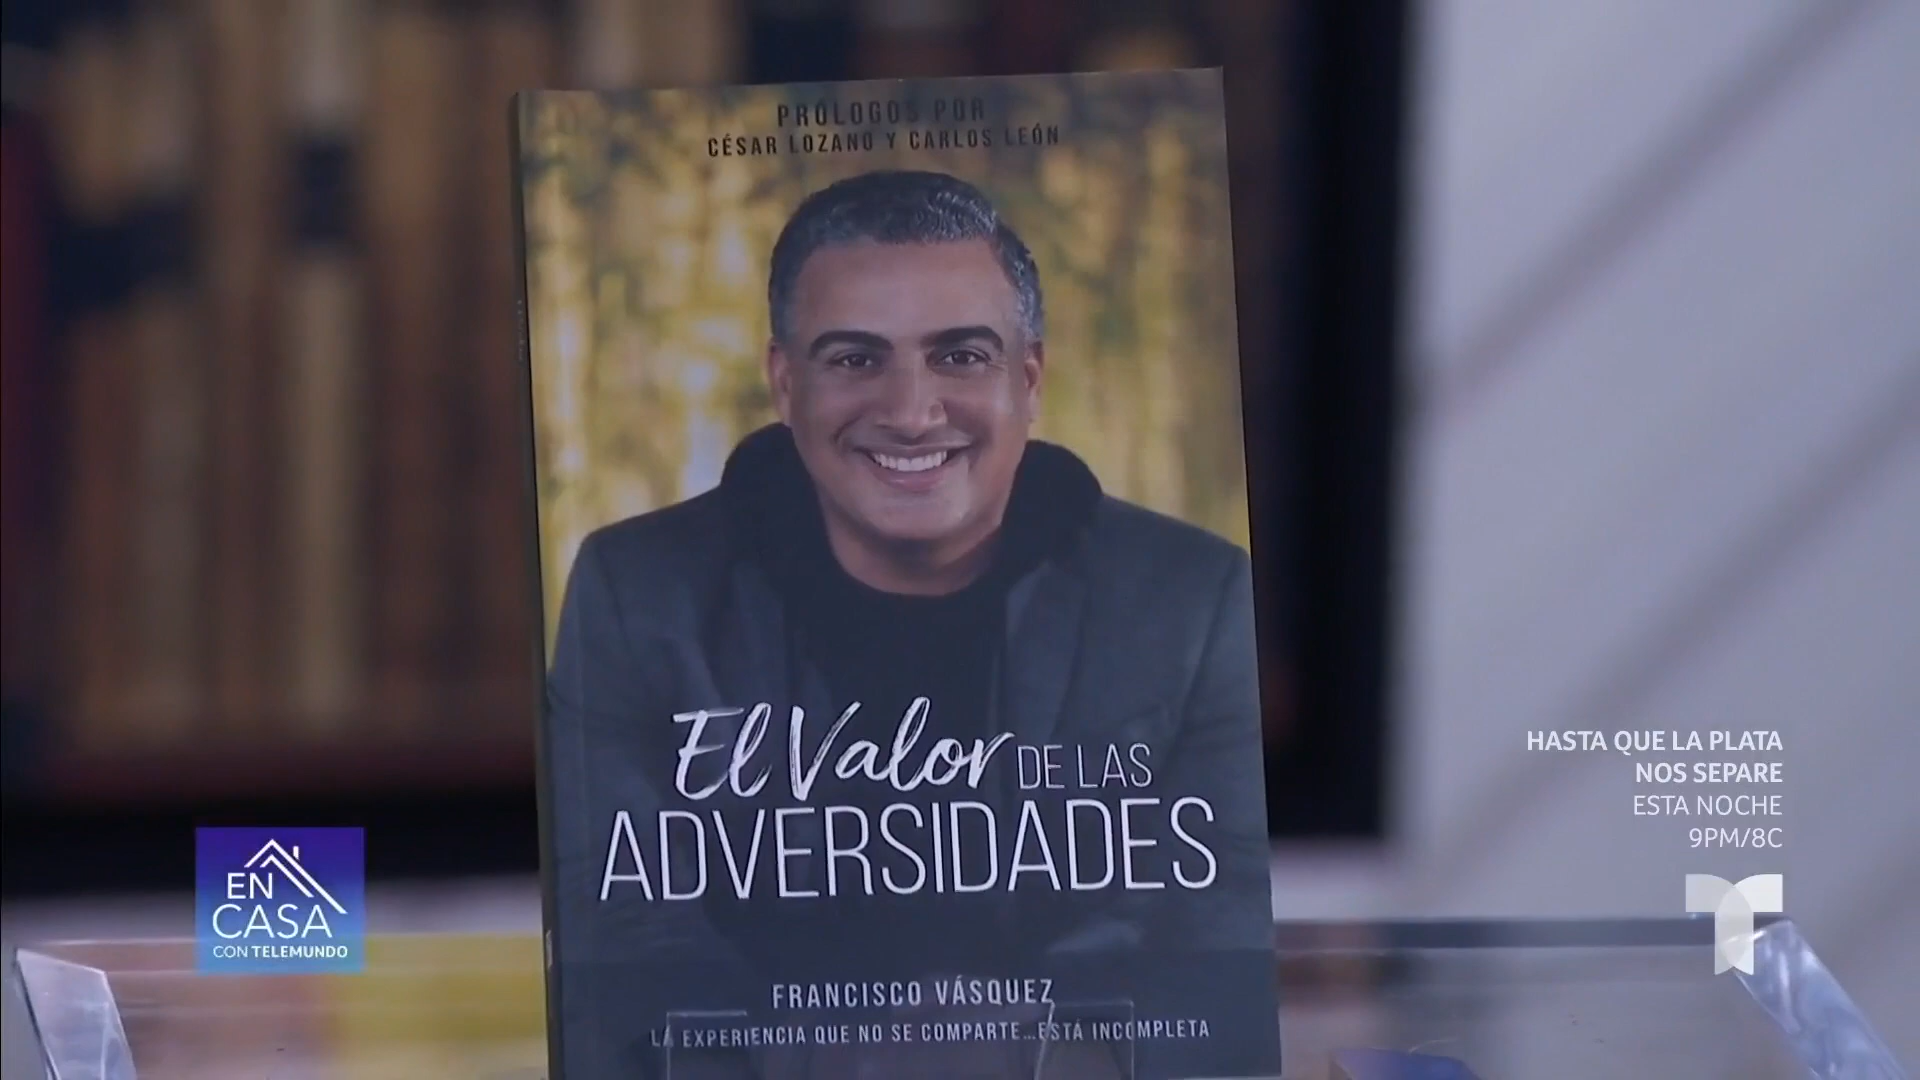 PRÓLOGOS POR
CÉSAR LOZANO Y CARLOS LEÓN
El Valor DE LAS
ADVERSIDADES
FRANCISCO VÁSQUEZ
LA EXPERIENCIA QUE NO SE COMPARTE...ESTÁ INCOMPLETA
EN
CASA
CON TELEMUNDO
HASTA QUE LA PLATA
NOS SEPARE
ESTA NOCHE
9PM/8C